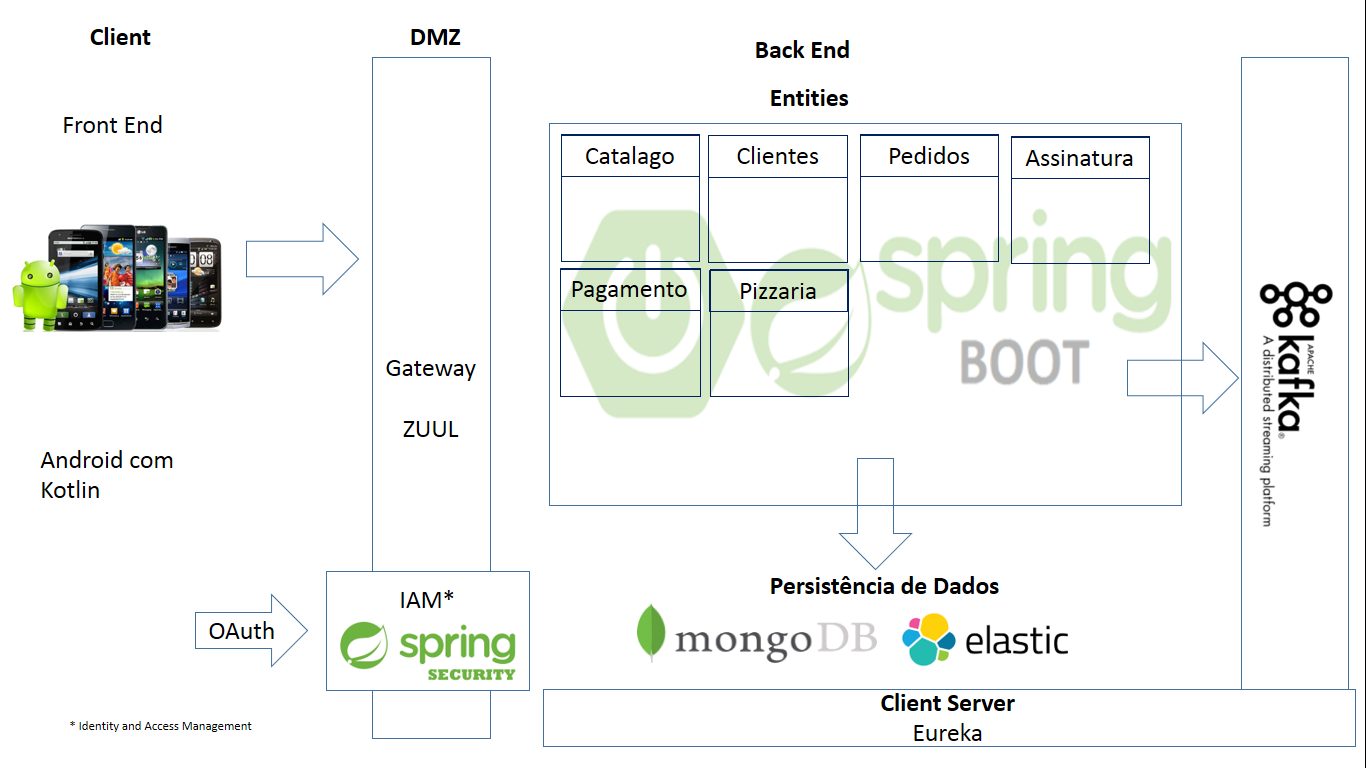 Client
DMZ
Back End
Entities
Front End
Catalago
Clientes
Pedidos
Assinatura
Pagamento
Pizzaria
spring
BOOT
Gateway
ZUUL
Android com
Kotlin
APACHE
kafka®
A distributed streaming platform
Persistência de Dados
mongoDB
elastic
IAM*
OAuth
spring
SECURITY
Client Server
Eureka
* Identity and Access Management